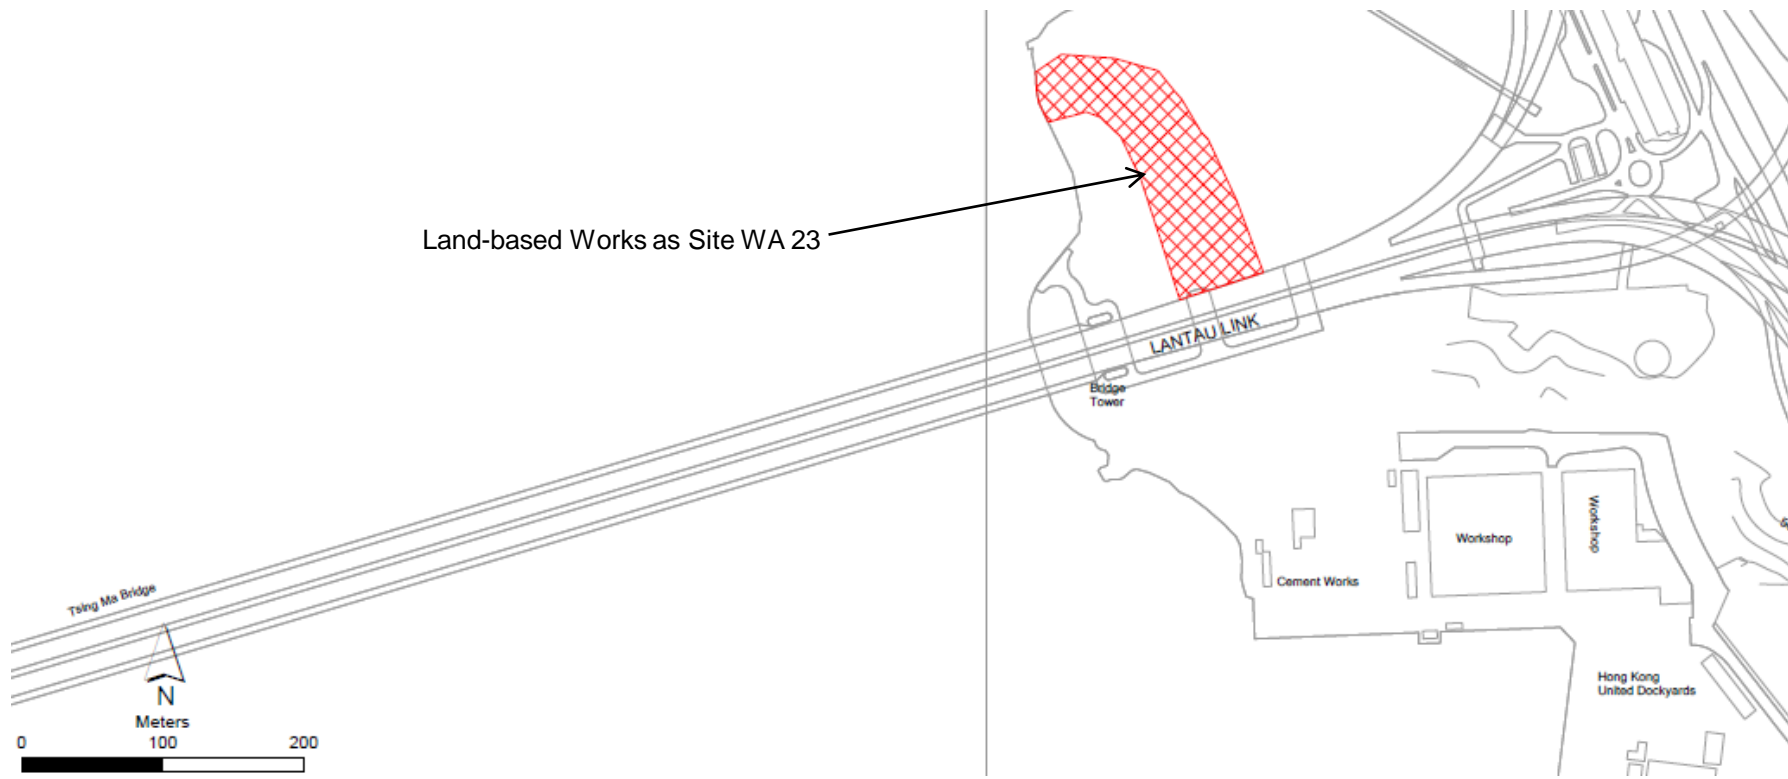 Land-based Works as Site WA 23
LANTAU LINK
Bridge
Tower
Workshop
Workshop
Cement Works
Tsing Ma Bridge
Hong Kong
United Dockyards
N
Meters
0 100 200